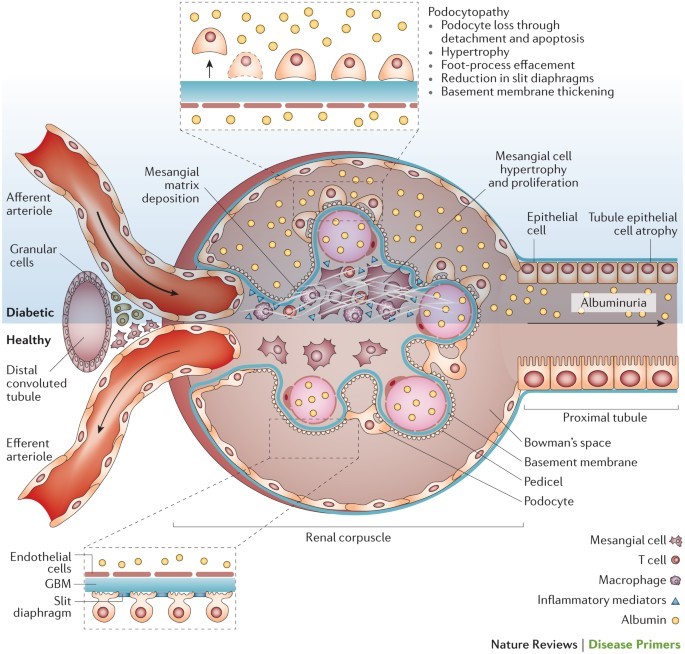 Podocytopathy
• Podocyte loss through
detachment and apoptosis
• Hypertrophy
• Foot-process effacement
• Reduction in slit diaphragms
• Basement membrane thickening
Afferent
arteriole
Mesangial
matrix
deposition
Mesangial cell
hypertrophy
and proliferation
Epithelial
cell
Tubule epithelial
cell atrophy
Granular
cells
Albuminuria
Diabetic
Healthy
Distal
convoluted
tubule
Proximal tubule
Efferent
arteriole
Bowman's space
Basement membrane
Pedicel
Podocyte
Renal corpuscle
Endothelial
cells
GBM
Slit
diaphragm
Mesangial cell
T cell
Macrophage
Inflammatory mediators
Albumin
Nature Reviews | Disease Primers